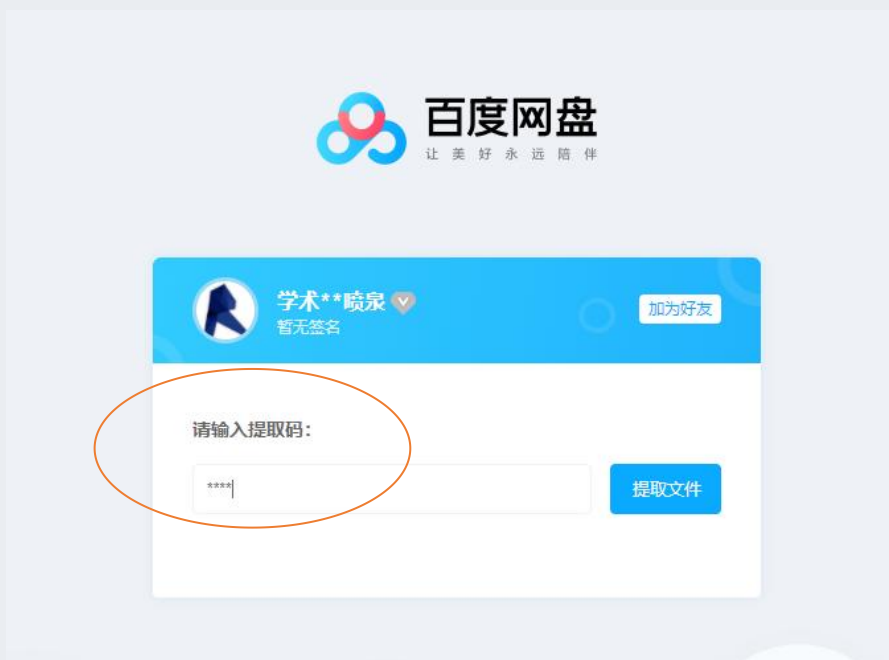 百度网盘
让美好永远陪伴
学术**喷泉
暂无签名
加为好友
请输入提取码：
****
提取文件